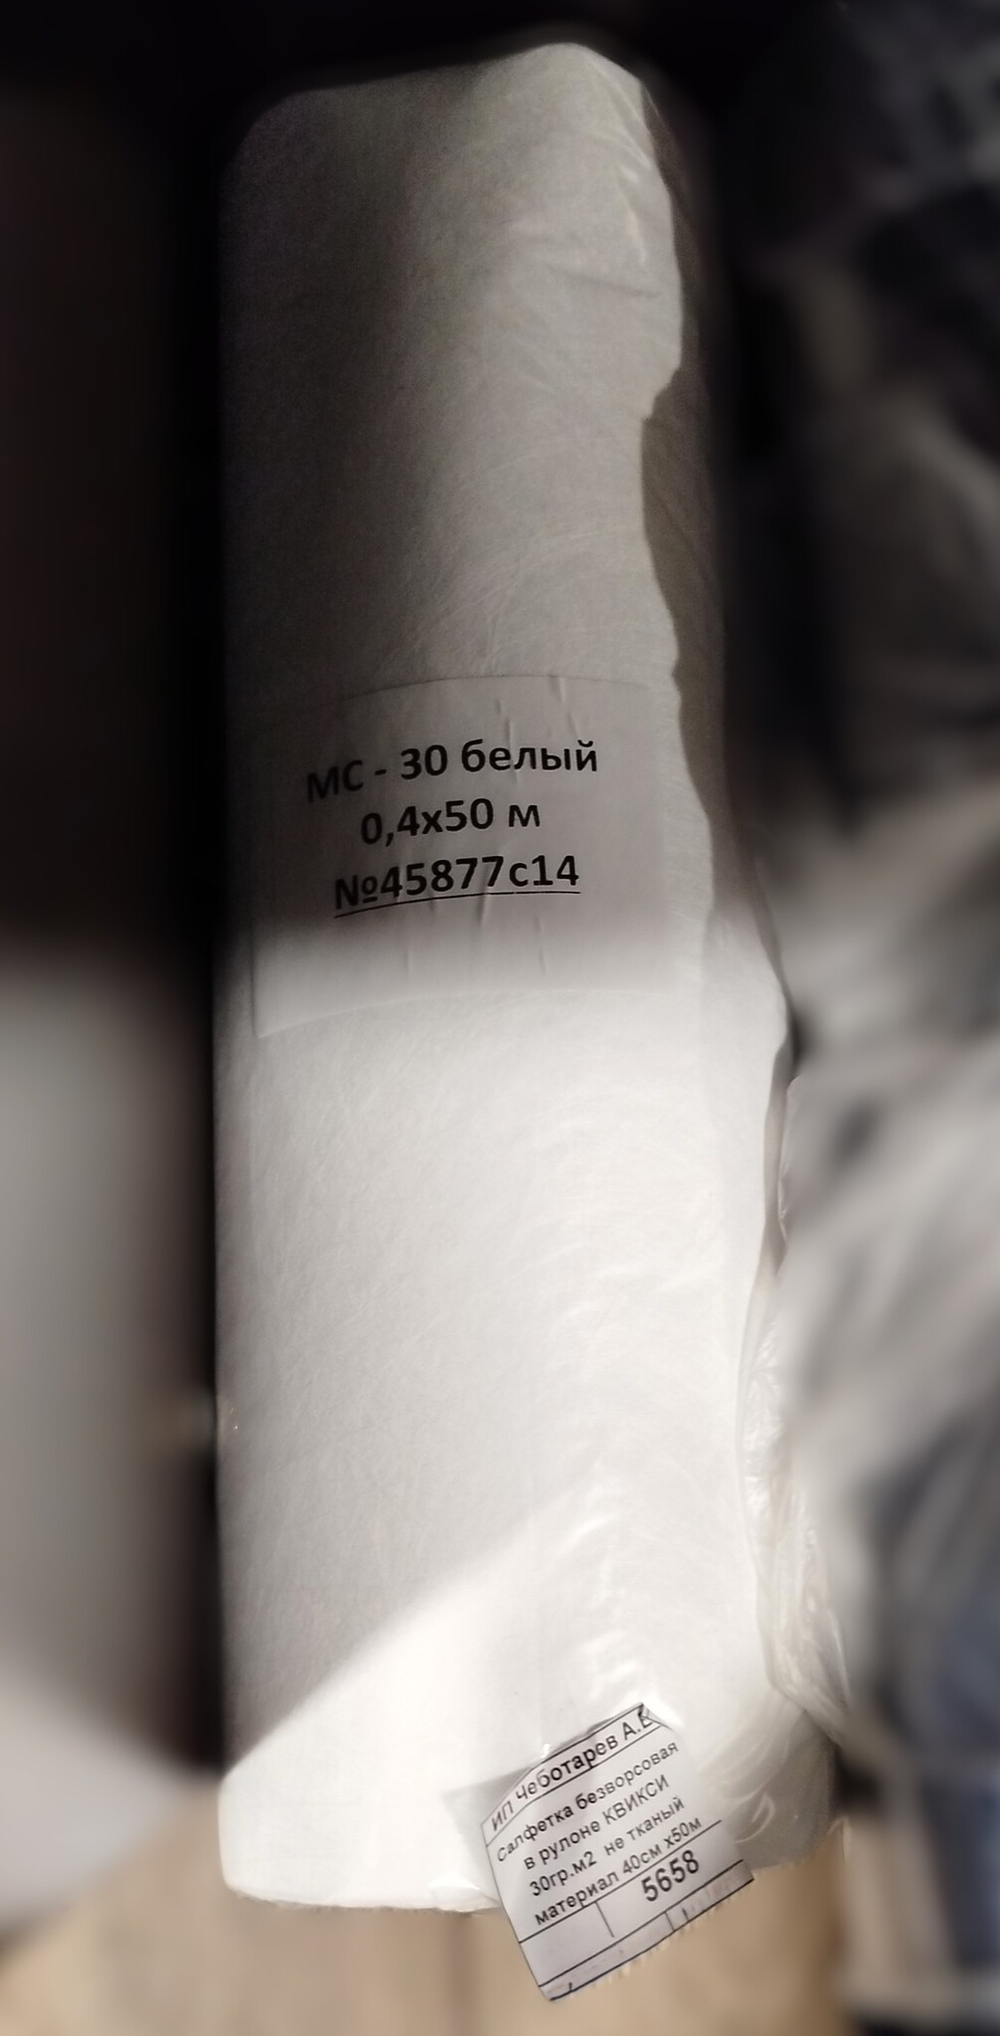 МС - 30 белый
0,4х50 м
№45877с14
ИП Чеботарев А.В
Салфетка безворсовая
в рулоне КВИКСИ
30гр.м2 не тканый
материал 40см х50м
5658